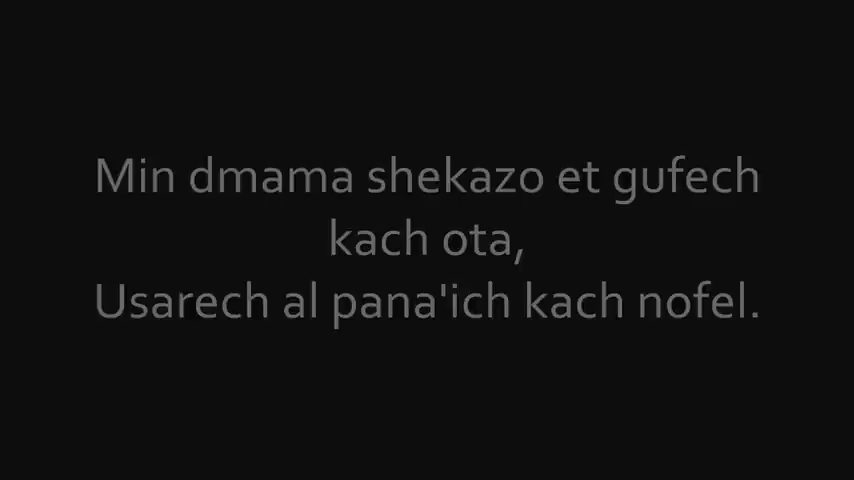 Min dmama shekazo et gufech
kach ota,
Usarech al pana'ich kach nofel.